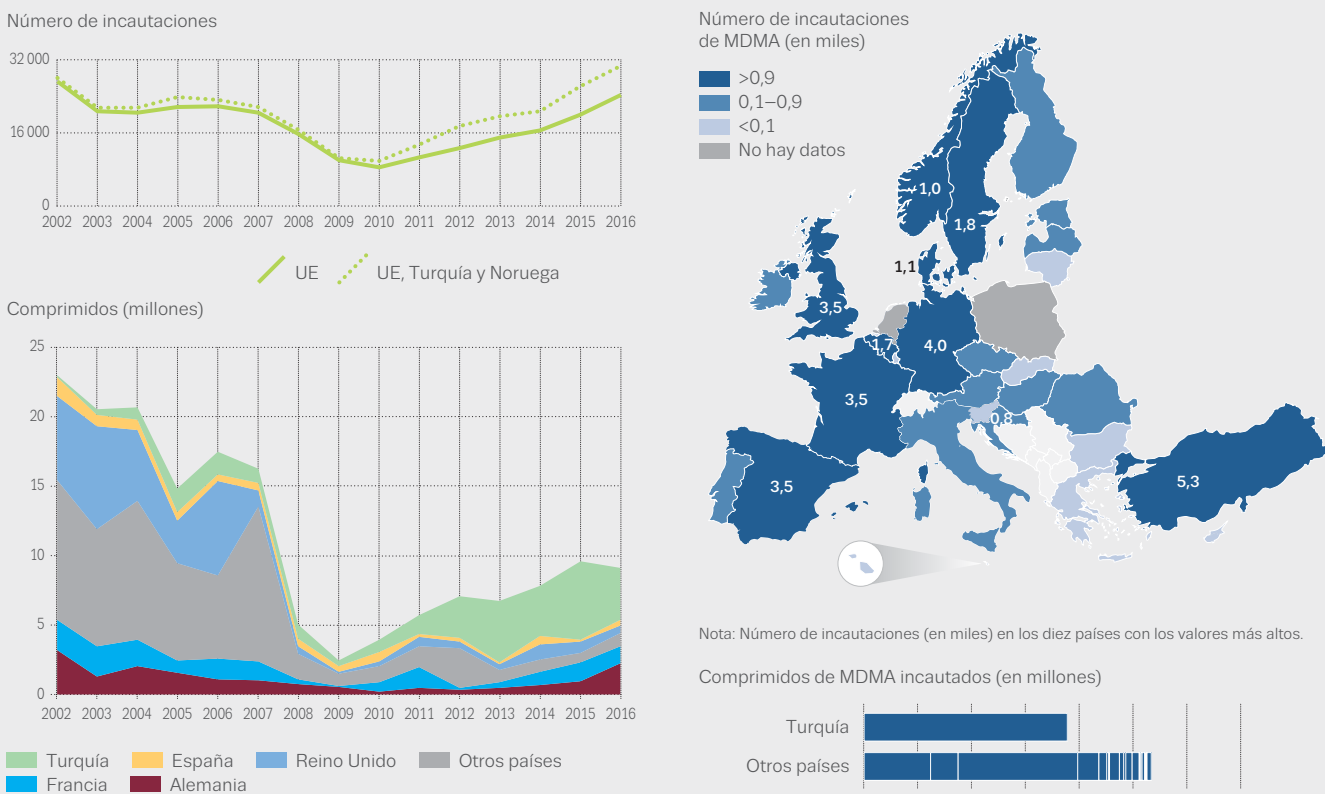 Número de incautaciones
32 000
16 000
0
2002 2003 2004 2005 2006 2007 2008 2009 2010 2011 2012 2013 2014 2015 2016
UE UE, Turquía y Noruega
Comprimidos (millones)
25
20
15
10
5
0
2002 2003 2004 2005 2006 2007 2008 2009 2010 2011 2012 2013 2014 2015 2016
Turquía España Reino Unido Otros países
Francia Alemania
Número de incautaciones
de MDMA (en miles)
>0,9
0,1–0,9
<0,1
No hay datos
1,0
1,8
1,1
3,5
1,7
4,0
3,5
0,8
3,5
5,3
Nota: Número de incautaciones (en miles) en los diez países con los valores más altos.
Comprimidos de MDMA incautados (en millones)
Turquía
Otros países